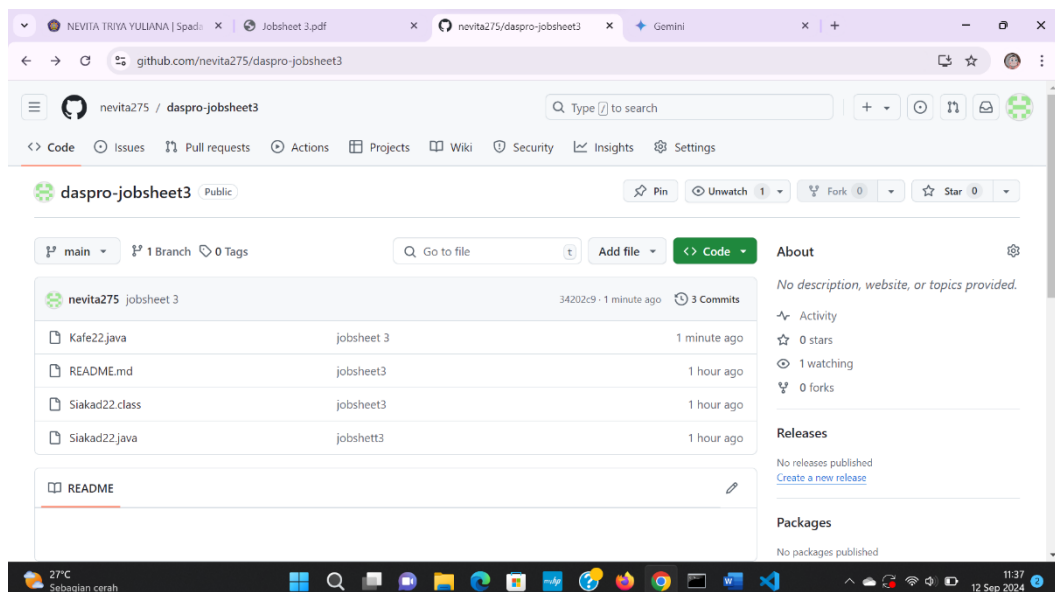 NEVITA TRIYA YULIANA | Spada
Jobsheet 3.pdf
nevita275/daspro-jobsheet3
Gemini
github.com/nevita275/daspro-jobsheet3
nevita275 / daspro-jobsheet3
Type / to search
Code
Issues
Pull requests
Actions
Projects
Wiki
Security
Insights
Settings
daspro-jobsheet3 Public
Pin
Unwatch 1
Fork 0
Star 0
main
1 Branch
0 Tags
Go to file
t
Add file
<> Code
About
No description, website, or topics provided.
nevita275 jobsheet 3
34202c9 · 1 minute ago
3 Commits
Activity
Kafe22.java jobsheet 3 1 minute ago
0 stars
README.md jobsheet3 1 hour ago
1 watching
0 forks
Siakad22.class jobsheet3 1 hour ago
Siakad22.java jobshett3 1 hour ago
Releases
No releases published
Create a new release
README
Packages
No packages published
27°C
Sebagian cerah
11:37
12 Sep 2024
2